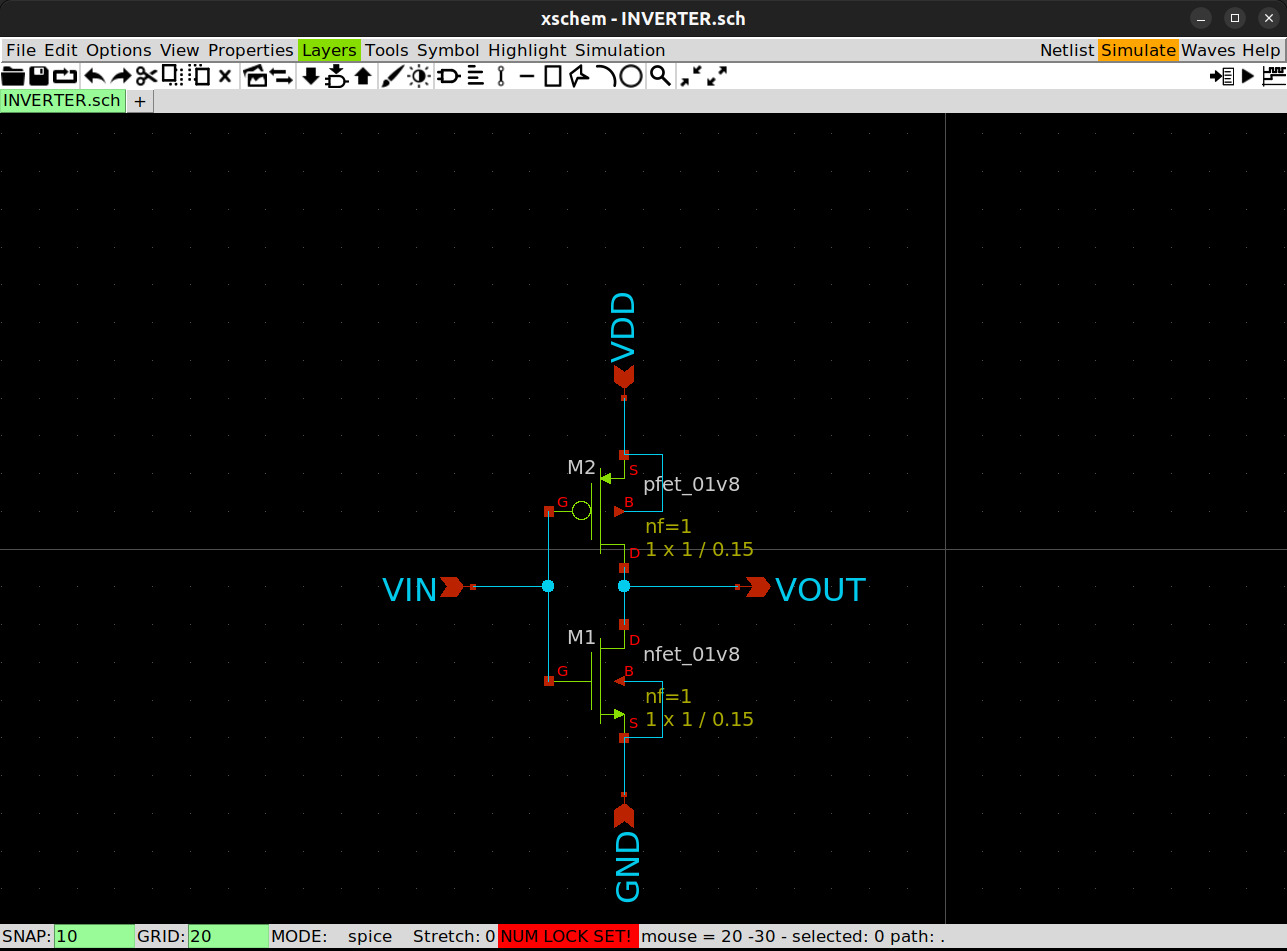 xschem - INVERTER.sch
File Edit Options View Properties Layers Tools Symbol Highlight Simulation Netlist Simulate Waves Help
INVERTER.sch +
VDD
M2
S
pfet_01v8
G
B
nf=1
D
1 x 1 / 0.15
VIN
VOUT
M1
D
nfet_01v8
G
B
nf=1
S
1 x 1 / 0.15
GND
SNAP: 10 GRID: 20 MODE: spice Stretch: 0 NUM LOCK SET! mouse = 20 -30 - selected: 0 path: .